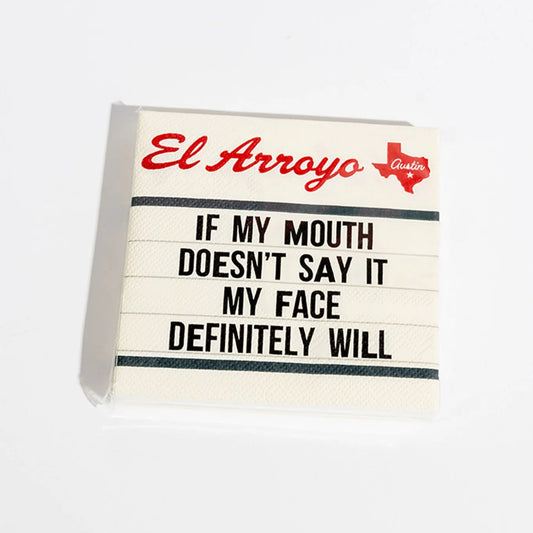 El Arroyo
Austin
IF MY MOUTH
DOESN'T SAY IT
MY FACE
DEFINITELY WILL